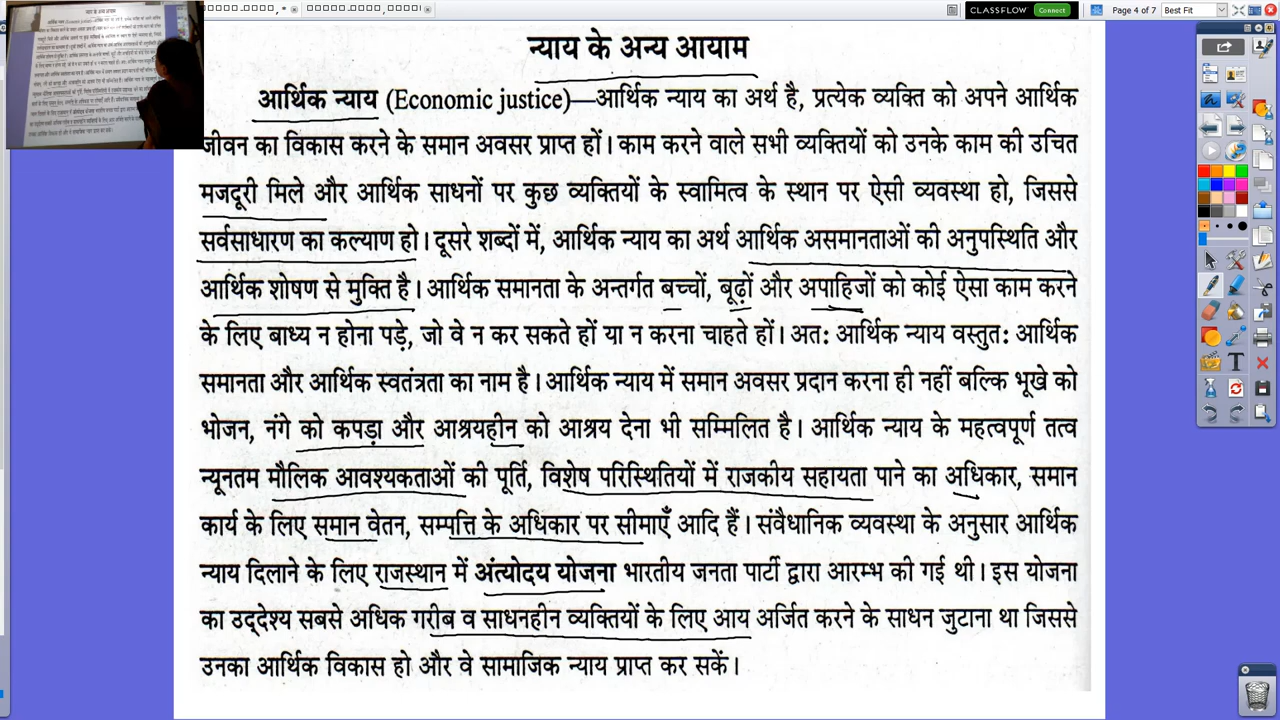 CLASSFLOW Connect Page 4 of 7 Best Fit
न्याय के अन्य आयाम
आर्थिक न्याय (Economic justice)—आर्थिक न्याय का अर्थ है, प्रत्येक व्यक्ति को अपने आर्थिक
जीवन का विकास करने के समान अवसर प्राप्त हों। काम करने वाले सभी व्यक्तियों को उनके काम की उचित
मजदूरी मिले और आर्थिक साधनों पर कुछ व्यक्तियों के स्वामित्व के स्थान पर ऐसी व्यवस्था हो, जिससे
सर्वसाधारण का कल्याण हो। दूसरे शब्दों में, आर्थिक न्याय का अर्थ आर्थिक असमानताओं की अनुपस्थिति और
आर्थिक शोषण से मुक्ति है। आर्थिक समानता के अन्तर्गत बच्चों, बूढ़ों और अपाहिजों को कोई ऐसा काम करने
के लिए बाध्य न होना पड़े, जो वे न कर सकते हों या न करना चाहते हों। अत: आर्थिक न्याय वस्तुत: आर्थिक
समानता और आर्थिक स्वतंत्रता का नाम है। आर्थिक न्याय में समान अवसर प्रदान करना ही नहीं बल्कि भूखे को
भोजन, नंगे को कपड़ा और आश्रयहीन को आश्रय देना भी सम्मिलित है। आर्थिक न्याय के महत्वपूर्ण तत्व
न्यूनतम मौलिक आवश्यकताओं की पूर्ति, विशेष परिस्थितियों में राजकीय सहायता पाने का अधिकार, समान
कार्य के लिए समान वेतन, सम्पत्ति के अधिकार पर सीमाएँ आदि हैं। संवैधानिक व्यवस्था के अनुसार आर्थिक
न्याय दिलाने के लिए राजस्थान में अंत्योदय योजना भारतीय जनता पार्टी द्वारा आरम्भ की गई थी। इस योजना
का उद्‌देश्य सबसे अधिक गरीब व साधनहीन व्यक्तियों के लिए आय अर्जित करने के साधन जुटाना था जिससे
उनका आर्थिक विकास हो और वे सामाजिक न्याय प्राप्त कर सकें।